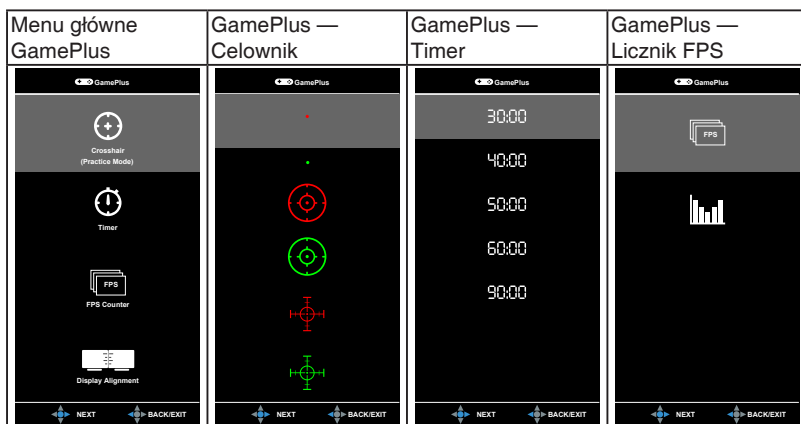 Menu główne
GamePlus
GamePlus —
Celownik
GamePlus —
Timer
GamePlus —
Licznik FPS
GamePlus
Crosshair
(Practice Mode)
Timer
FPS
FPS Counter
Display Alignment
NEXT BACK/EXIT
GamePlus
NEXT BACK/EXIT
GamePlus
30:00
40:00
50:00
60:00
90:00
NEXT BACK/EXIT
GamePlus
FPS
NEXT BACK/EXIT